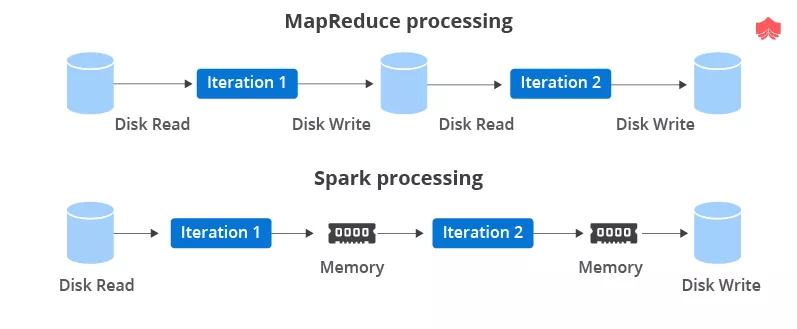 MapReduce processing
Iteration 1
Iteration 2
Disk Read
Disk Write
Disk Read
Disk Write
Spark processing
Iteration 1
Iteration 2
Memory
Memory
Disk Read
Disk Write